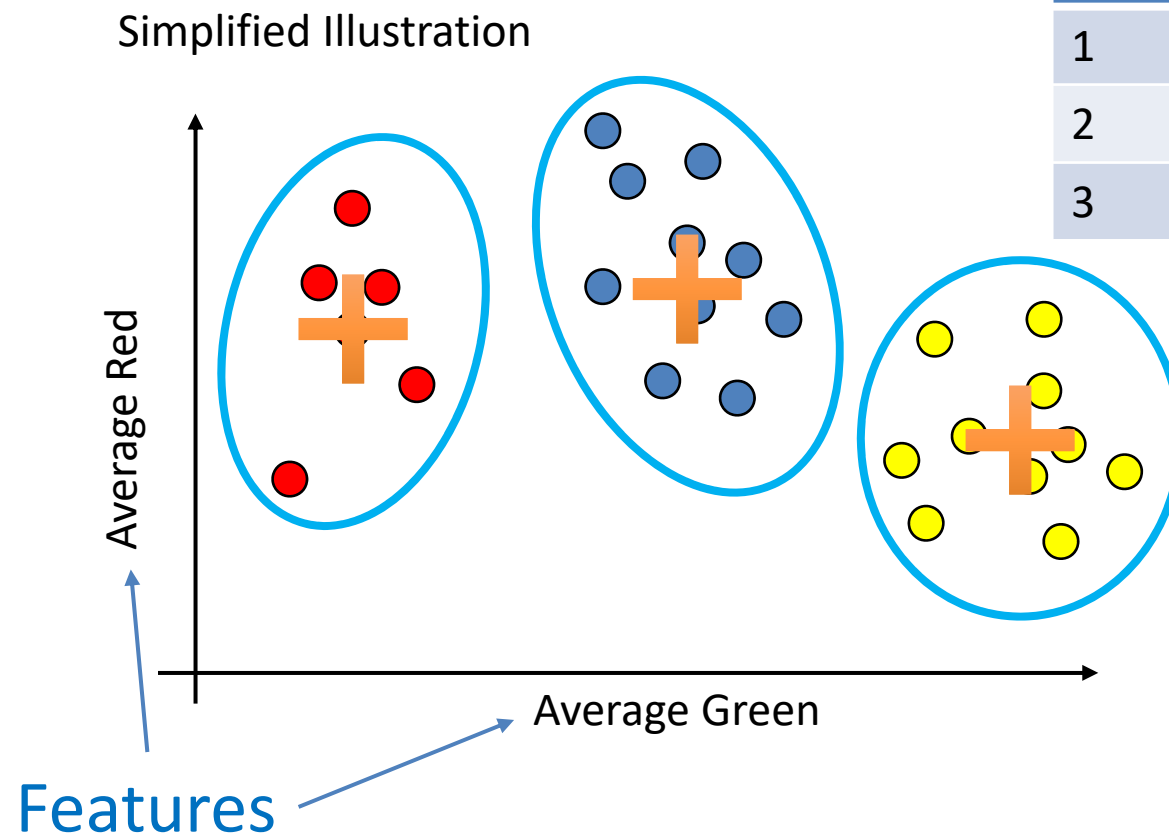 Simplified Illustration
1
2
3
Average Red
Average Green
Features